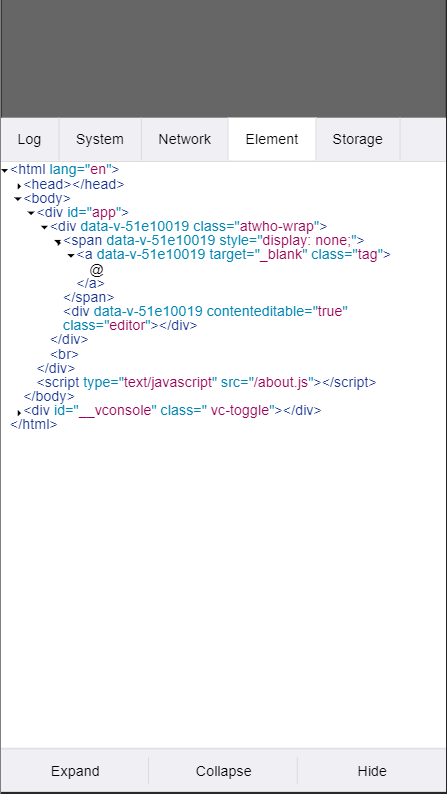 Log System Network Element Storage
<html lang="en">
<head></head>
<body>
<div id="app">
<div data-v-51e10019 class="atwho-wrap">
<span data-v-51e10019 style="display: none;">
<a data-v-51e10019 target="_blank" class="tag">
@
</a>
</span>
<div data-v-51e10019 contenteditable="true"
class="editor"></div>
</div>
<br>
</div>
<script type="text/javascript" src="/about.js"></script>
</body>
<div id="__vconsole" class=" vc-toggle"></div>
</html>
Expand Collapse Hide